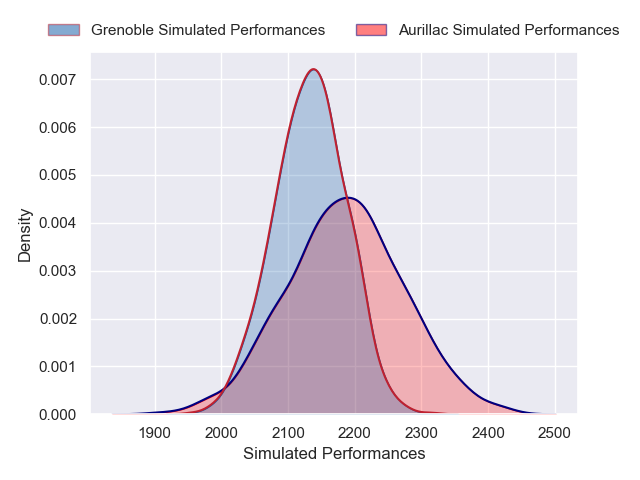 Grenoble Simulated Performances Aurillac Simulated Performances
0.007
0.006
0.005
0.004
0.003
0.002
0.001
0.000
Density
1900 2000 2100 2200 2300 2400 2500
Simulated Performances